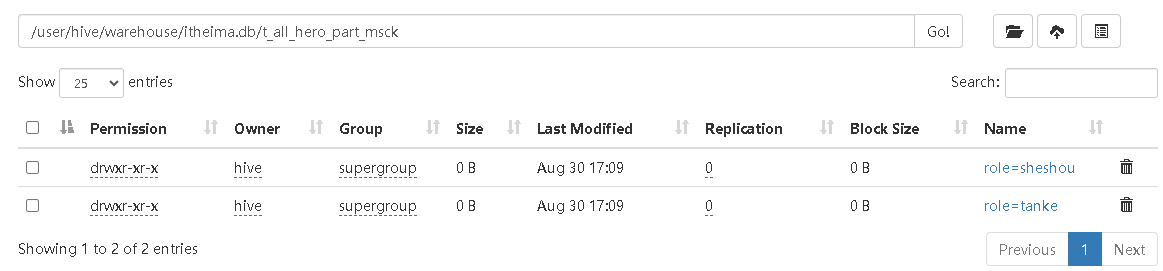 /user/hive/warehouse/itheima.db/t_all_hero_part_msck Go!
Show 25 entries Search:
Permission Owner Group Size Last Modified Replication Block Size Name
drwxr-xr-x hive supergroup 0 B Aug 30 17:09 0 0 B role=sheshou
drwxr-xr-x hive supergroup 0 B Aug 30 17:09 0 0 B role=tanke
Showing 1 to 2 of 2 entries Previous 1 Next